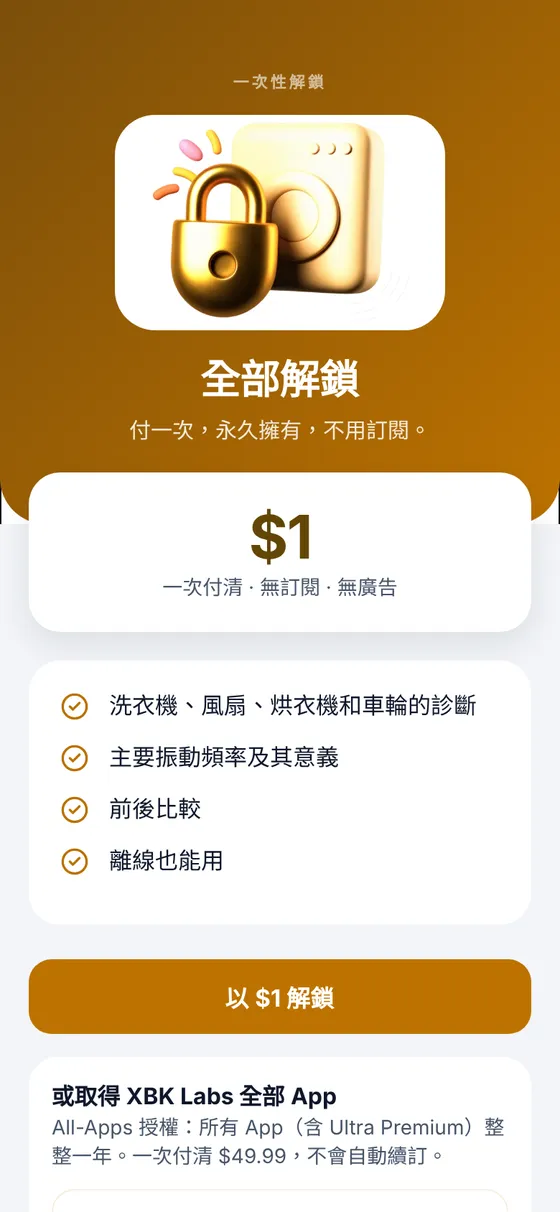 一次性解鎖
全部解鎖
付一次，永久擁有，不用訂閱。
$1
一次付清 · 無訂閱 · 無廣告
洗衣機、風扇、烘衣機和車輪的診斷
主要振動頻率及其意義
前後比較
離線也能用
以 $1 解鎖
或取得 XBK Labs 全部 App
All-Apps 授權：所有 App（含 Ultra Premium）整
整一年。一次付清 $49.99，不會自動續訂。